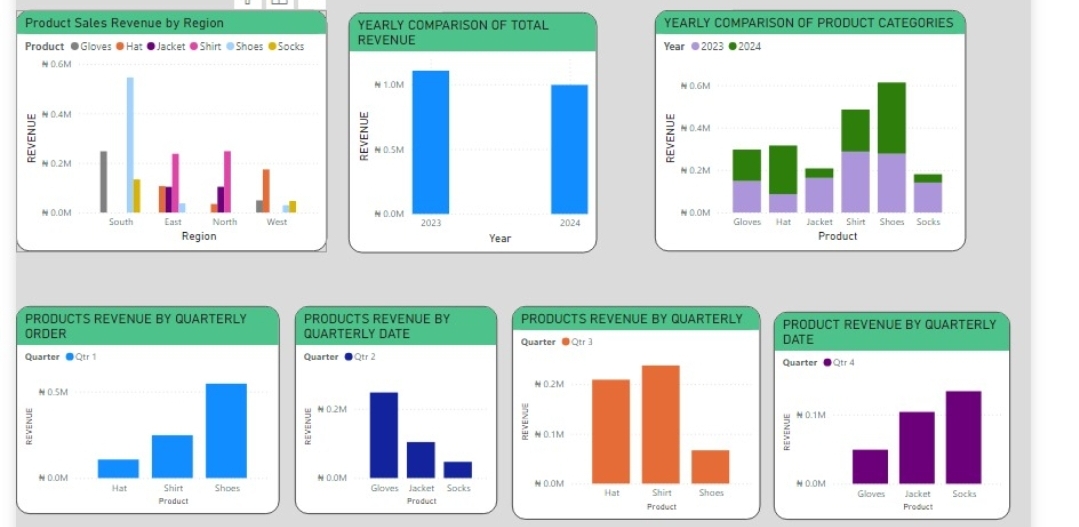 Product Sales Revenue by Region
Product Gloves Hat Jacket Shirt Shoes Socks
₦ 0.6M
₦ 0.4M
₦ 0.2M
₦ 0.0M
REVENUE
South East North West
Region
YEARLY COMPARISON OF TOTAL
REVENUE
₦ 1.0M
₦ 0.5M
₦ 0.0M
REVENUE
2023 2024
Year
YEARLY COMPARISON OF PRODUCT CATEGORIES
Year 2023 2024
₦ 0.6M
₦ 0.4M
₦ 0.2M
₦ 0.0M
REVENUE
Gloves Hat Jacket Shirt Shoes Socks
Product
PRODUCTS REVENUE BY QUARTERLY
ORDER
Quarter Qtr 1
₦ 0.5M
₦ 0.0M
REVENUE
Hat Shirt Shoes
Product
PRODUCTS REVENUE BY
QUARTERLY DATE
Quarter Qtr 2
₦ 0.2M
₦ 0.0M
REVENUE
Gloves Jacket Socks
Product
PRODUCTS REVENUE BY QUARTERLY
Quarter Qtr 3
₦ 0.2M
₦ 0.1M
₦ 0.0M
REVENUE
Hat Shirt Shoes
Product
PRODUCT REVENUE BY QUARTERLY
DATE
Quarter Qtr 4
₦ 0.1M
₦ 0.0M
REVENUE
Gloves Jacket Socks
Product